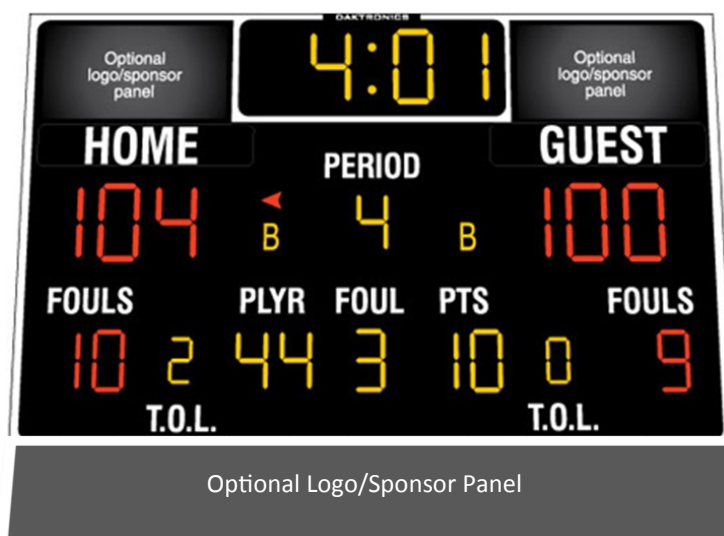 DAKTRONICS
Optional
logo/sponsor
panel
4:01
Optional
logo/sponsor
panel
HOME
PERIOD
GUEST
104
B
4
B
100
FOULS
PLYR
FOUL
PTS
FOULS
10
2
44
3
10
0
9
T.O.L.
T.O.L.
Optional Logo/Sponsor Panel